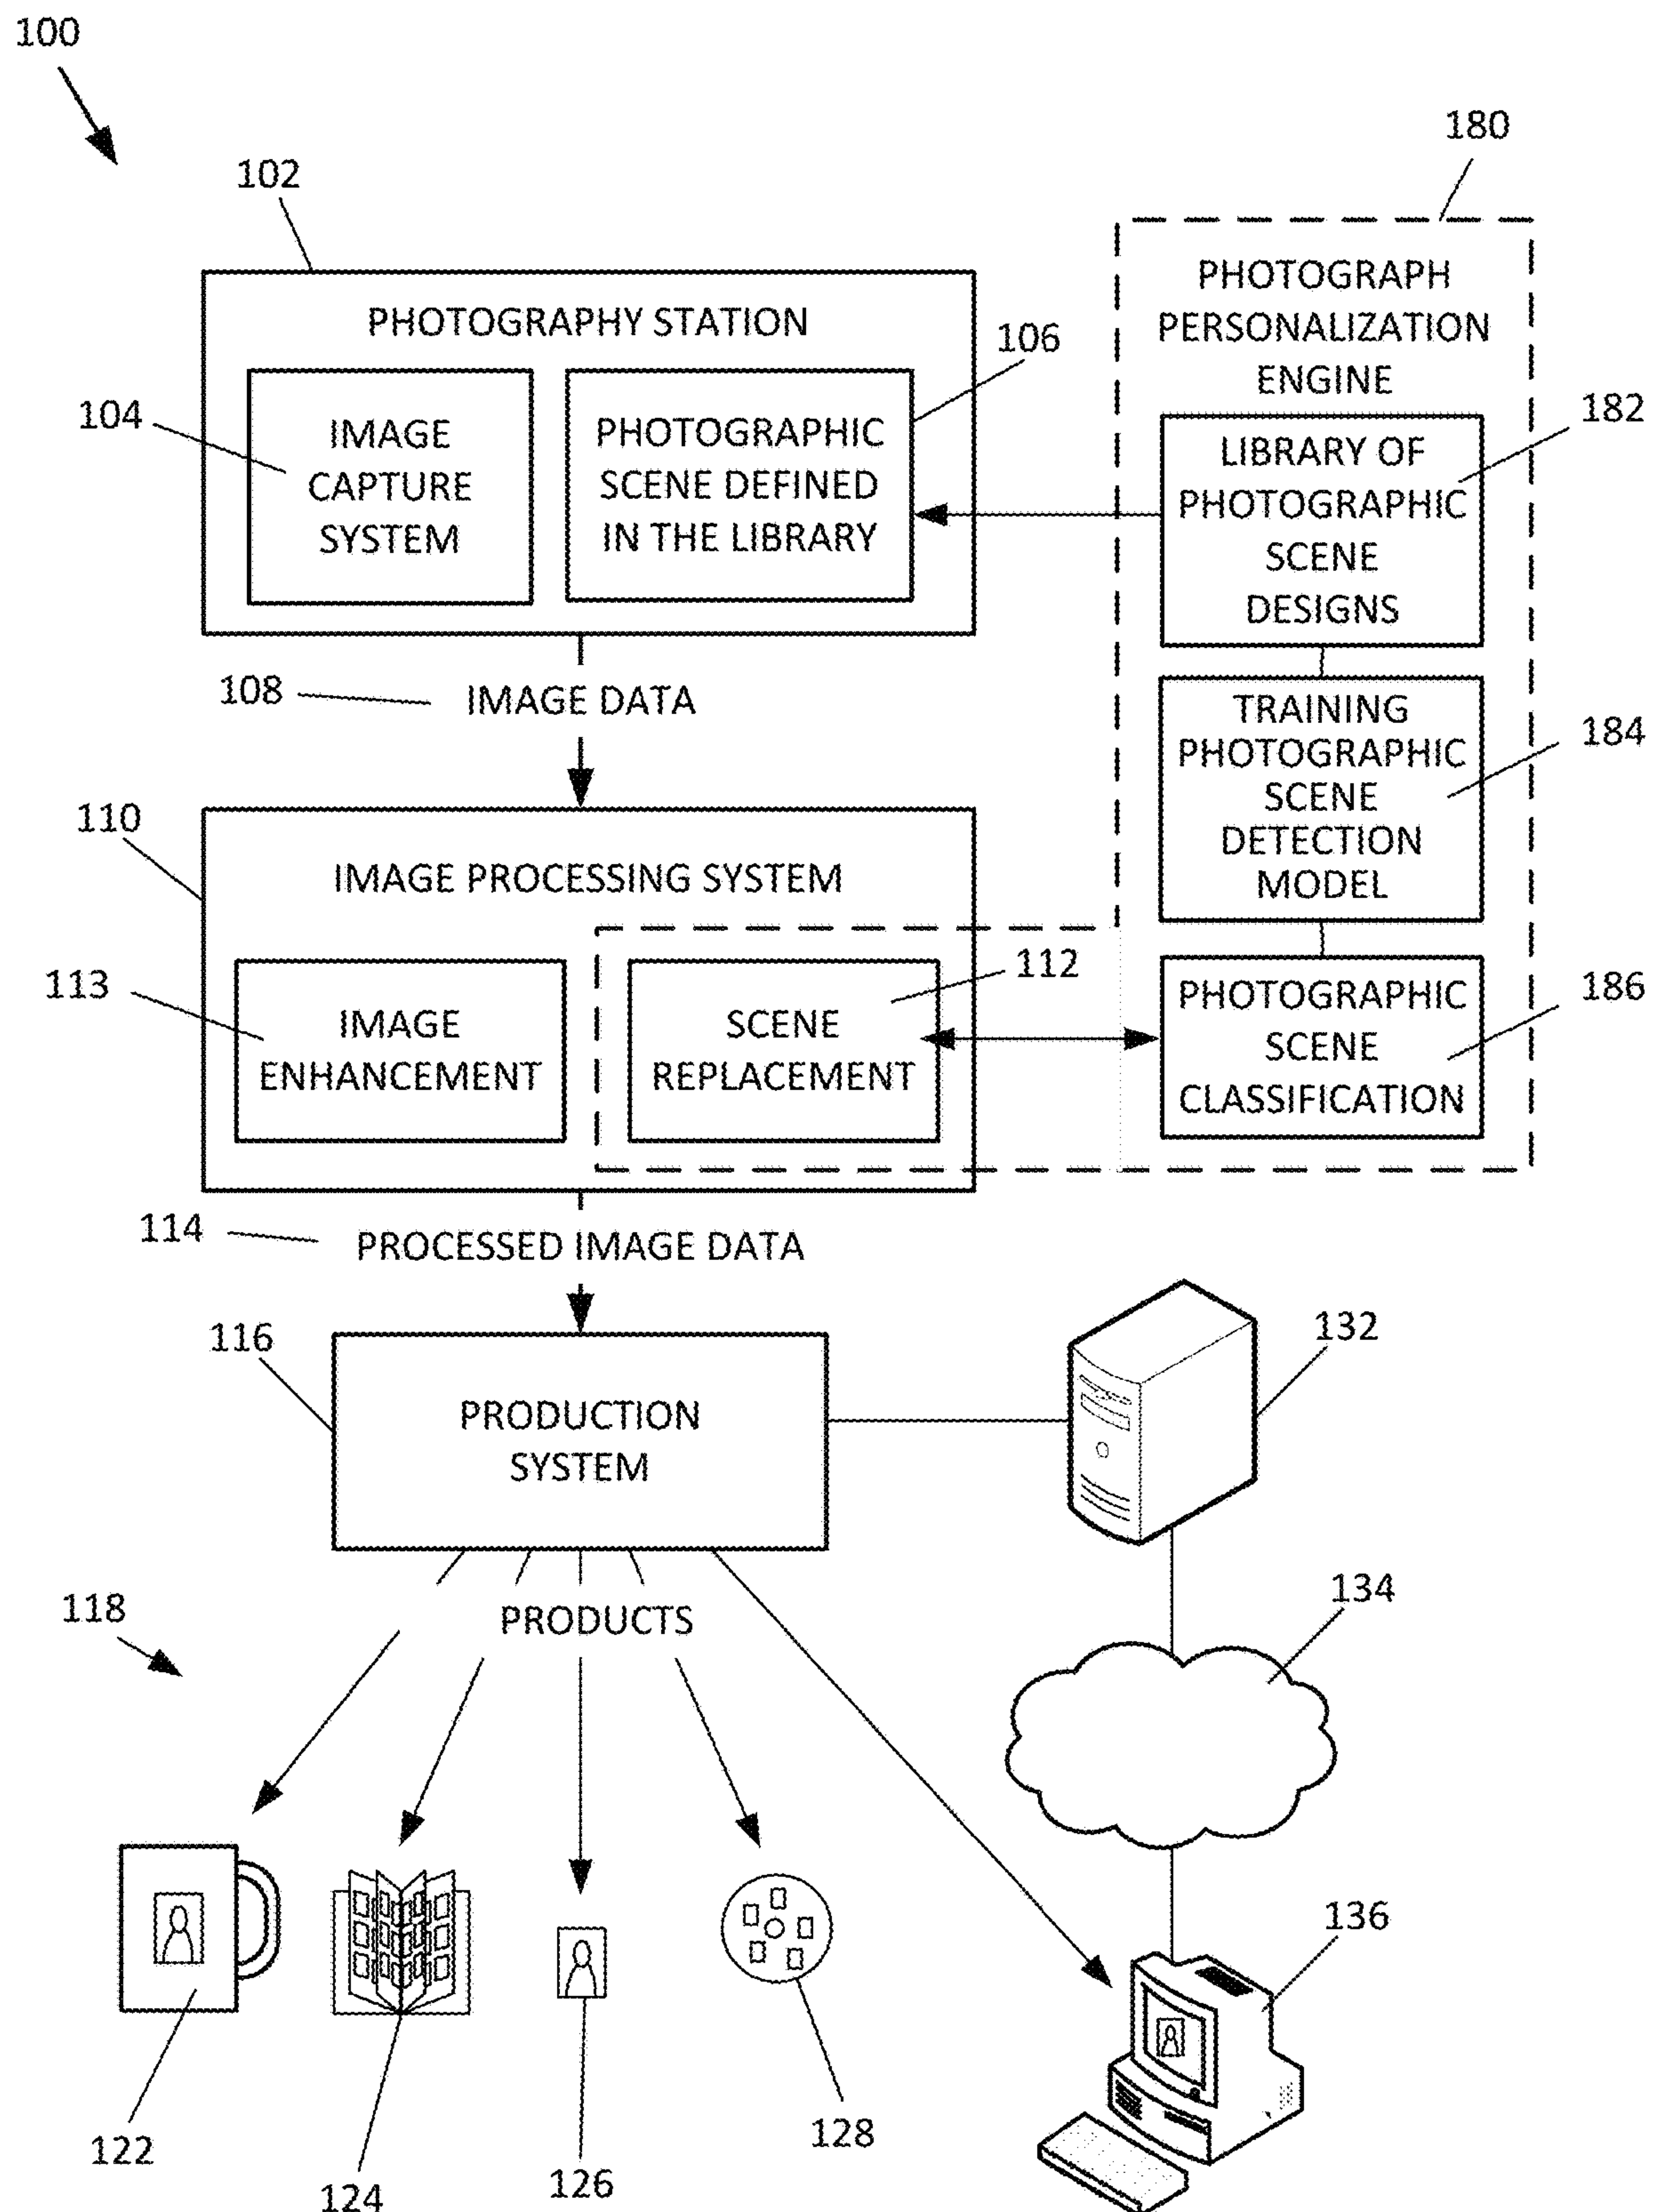 100
180
102
PHOTOGRAPH
PERSONALIZATION
ENGINE
PHOTOGRAPHY STATION
106
104
IMAGE
CAPTURE
SYSTEM
PHOTOGRAPHIC
SCENE DEFINED
IN THE LIBRARY
182
LIBRARY OF
PHOTOGRAPHIC
SCENE
DESIGNS
108
IMAGE DATA
TRAINING
PHOTOGRAPHIC
SCENE
DETECTION
MODEL
184
110
IMAGE PROCESSING SYSTEM
112
113
IMAGE
ENHANCEMENT
SCENE
REPLACEMENT
PHOTOGRAPHIC
SCENE
CLASSIFICATION
186
114
PROCESSED IMAGE DATA
116
PRODUCTION
SYSTEM
132
134
118
PRODUCTS
136
122
124
126
128